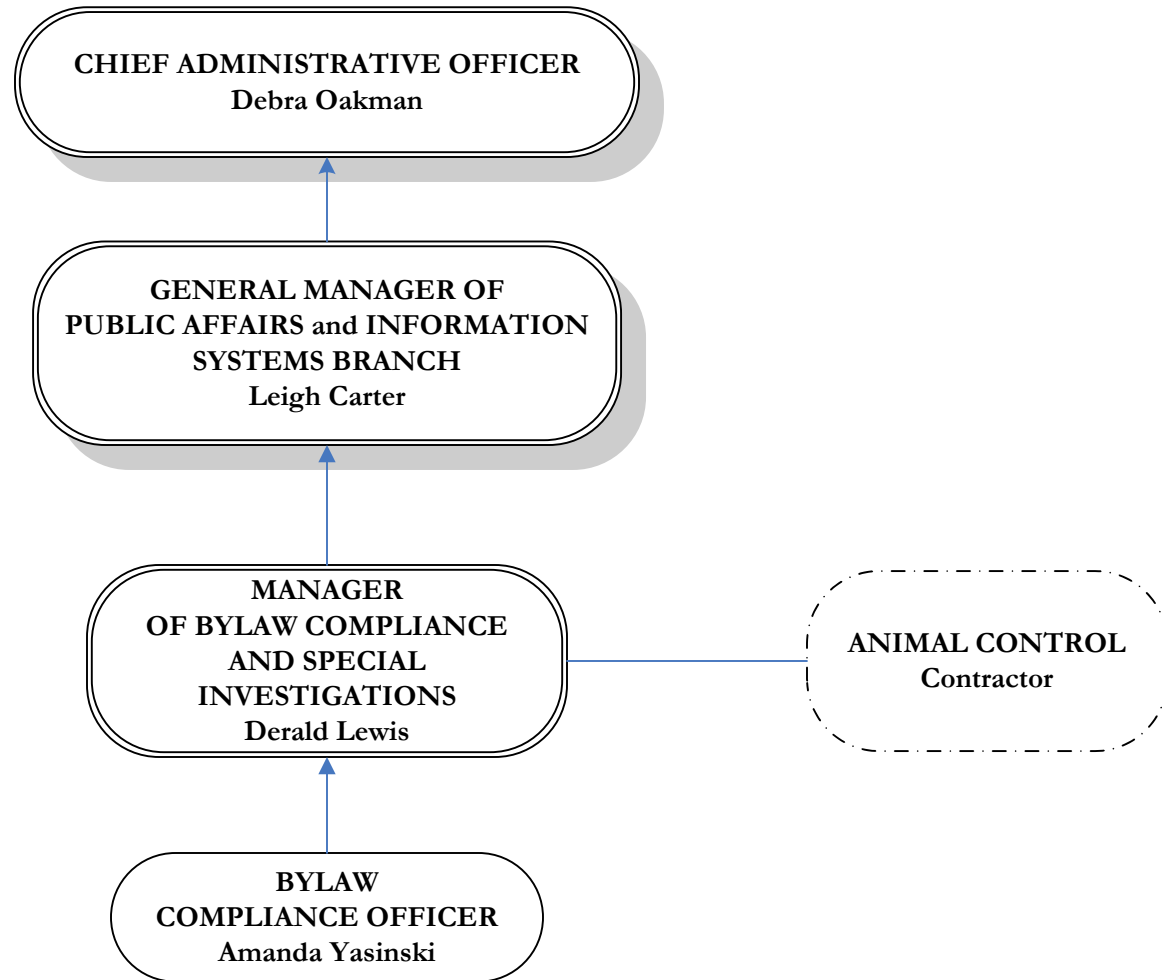 CHIEF ADMINISTRATIVE OFFICER
Debra Oakman
GENERAL MANAGER OF
PUBLIC AFFAIRS and INFORMATION
SYSTEMS BRANCH
Leigh Carter
MANAGER
OF BYLAW COMPLIANCE
AND SPECIAL
INVESTIGATIONS
Derald Lewis
ANIMAL CONTROL
Contractor
BYLAW
COMPLIANCE OFFICER
Amanda Yasinski